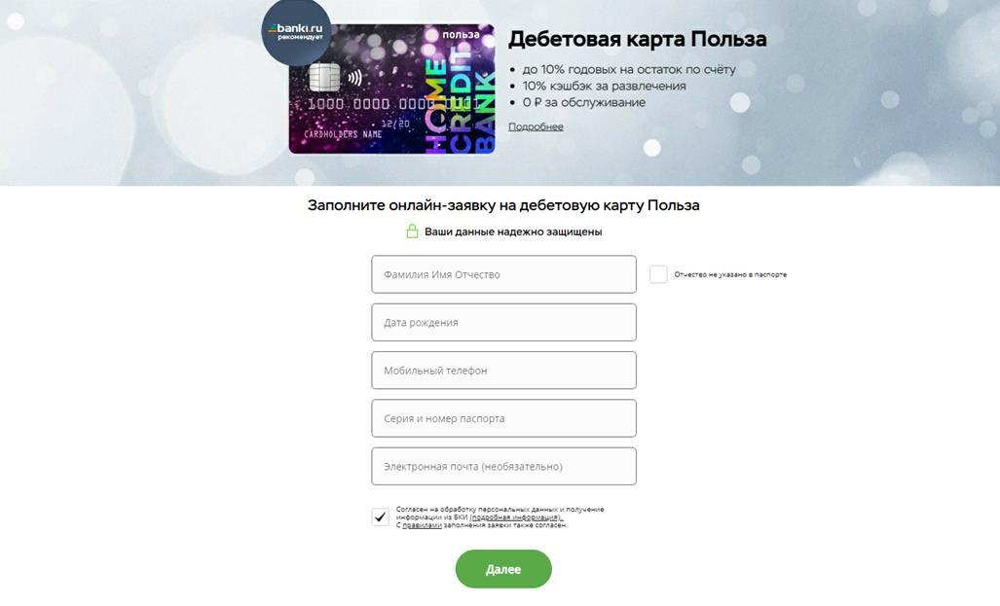 banki.ru
рекомендует
польза
HOME
CREDIT
BANK
1000 0000 0000 0001
12/20
CARDHOLDERS NAME
Дебетовая карта Польза
• до 10% годовых на остаток по счёту
• 10% кэшбэк за развлечения
• 0 ₽ за обслуживание
Подробнее
Заполните онлайн-заявку на дебетовую карту Польза
Ваши данные надежно защищены
Фамилия Имя Отчество
Отчество не указано в паспорте
Дата рождения
Мобильный телефон
Серия и номер паспорта
Электронная почта (необязательно)
Согласен на обработку персональных данных и получение
информации из БКИ (подробная информация).
С правилами заполнения заявки также согласен.
Далее